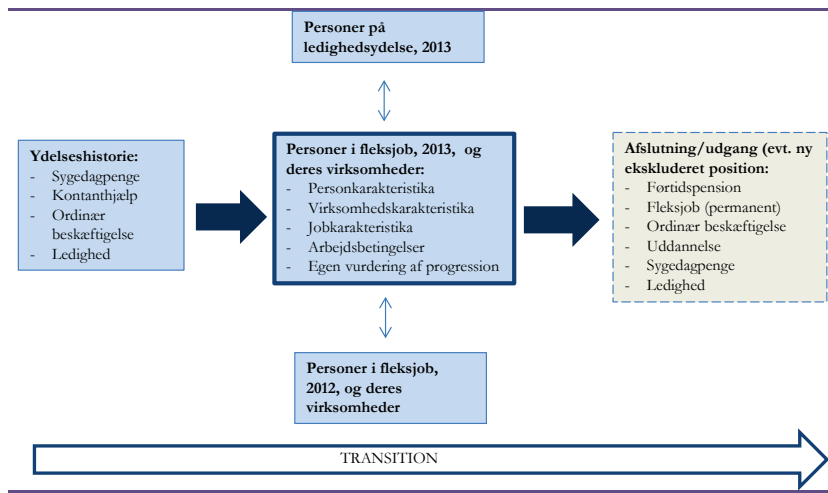 Personer på
ledighedsydelse, 2013
Ydelseshistorie:
- Sygedagpenge
- Kontanthjælp
- Ordinær
beskæftigelse
- Ledighed
Personer i fleksjob, 2013, og
deres virksomheder:
- Personkarakteristika
- Virksomhedskarakteristika
- Jobkarakteristika
- Arbejdsbetingelser
- Egen vurdering af progression
Afslutning/udgang (evt. ny
ekskluderet position:
- Førtidspension
- Fleksjob (permanent)
- Ordinær beskæftigelse
- Uddannelse
- Sygedagpenge
- Ledighed
Personer i fleksjob,
2012, og deres
virksomheder
TRANSITION